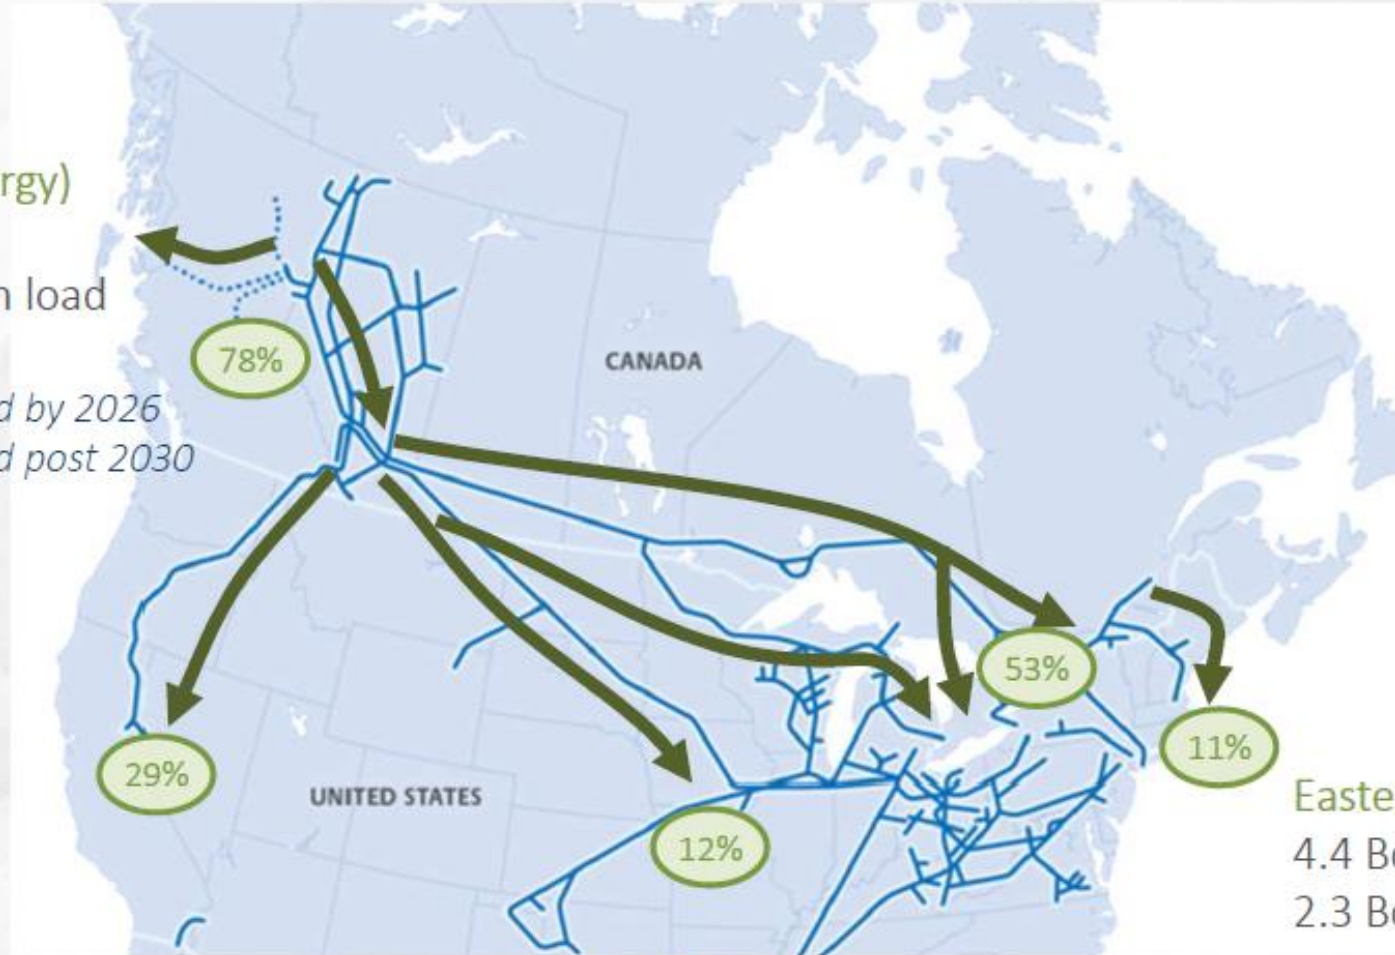 rgy)
n load
78%
CANADA
d by 2026
d post 2030
53%
11%
29%
UNITED STATES
12%
Easte
4.4 B
2.3 B